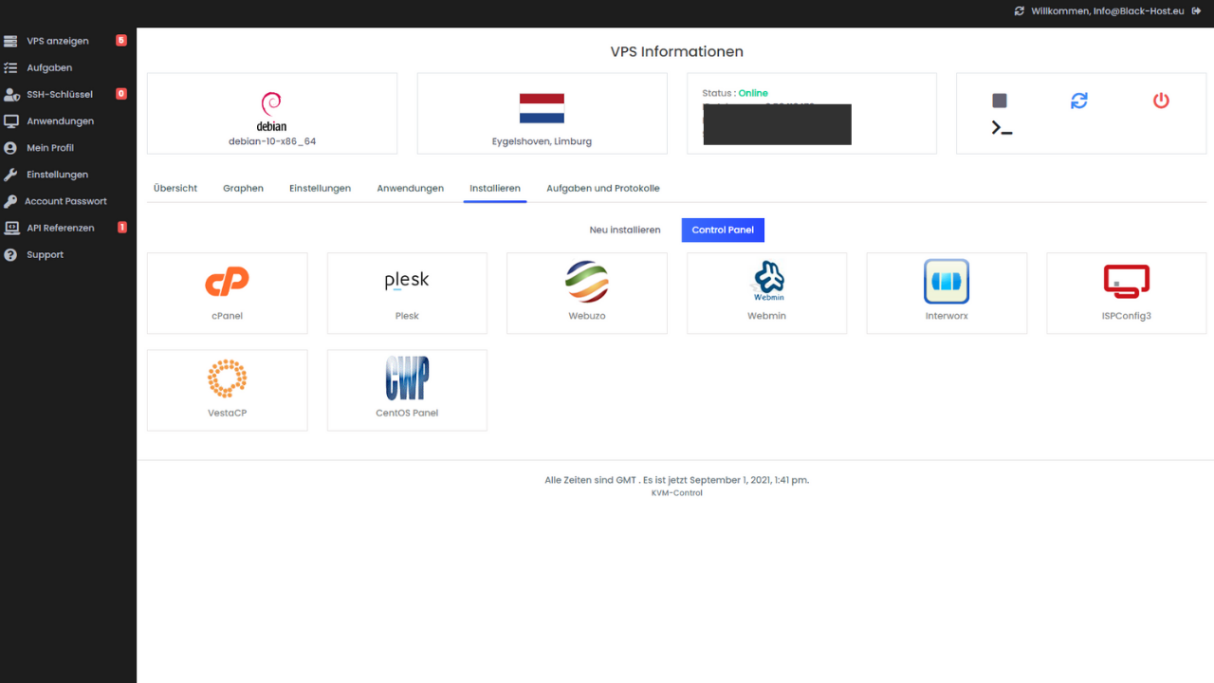 Willkommen, Info@Black-Host.eu
VPS anzeigen 5
Aufgaben
SSH-Schlüssel 0
Anwendungen
Mein Profil
Einstellungen
Account Passwort
API Referenzen 1
Support
VPS Informationen
debian
debian-10-x86_64
Eygelshoven, Limburg
Status : Online
Übersicht Graphen Einstellungen Anwendungen Installieren Aufgaben und Protokolle
Neu installieren Control Panel
cP
cPanel
plesk
Plesk
Webuzo
Webmin
Webmin
Interworx
ISPConfig3
VestaCP
CWP
CentOS Panel
Alle Zeiten sind GMT . Es ist jetzt September 1, 2021, 1:41 pm.
KVM-Control